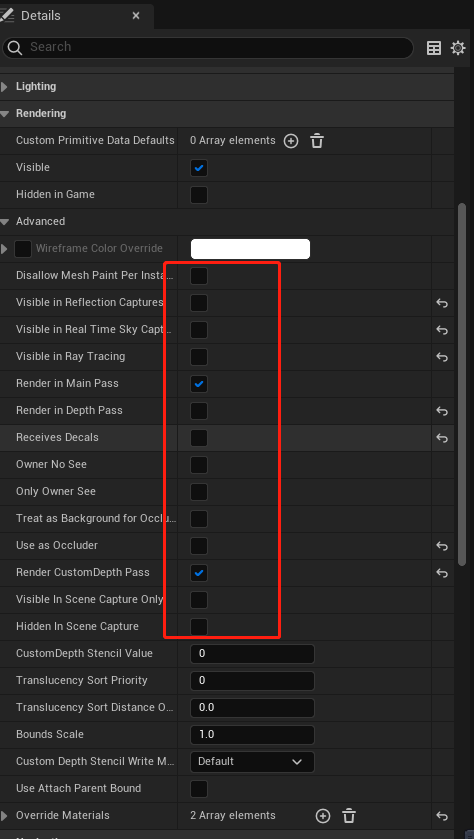 Details
Search
Lighting
Rendering
Custom Primitive Data Defaults 0 Array elements
Visible
Hidden in Game
Advanced
Wireframe Color Override
Disallow Mesh Paint Per Insta...
Visible in Reflection Captures
Visible in Real Time Sky Capt...
Visible in Ray Tracing
Render in Main Pass
Render in Depth Pass
Receives Decals
Owner No See
Only Owner See
Treat as Background for Occlu...
Use as Occluder
Render CustomDepth Pass
Visible In Scene Capture Only
Hidden In Scene Capture
CustomDepth Stencil Value 0
Translucency Sort Priority 0
Translucency Sort Distance O... 0.0
Bounds Scale 1.0
Custom Depth Stencil Write M... Default
Use Attach Parent Bound
Override Materials 2 Array elements